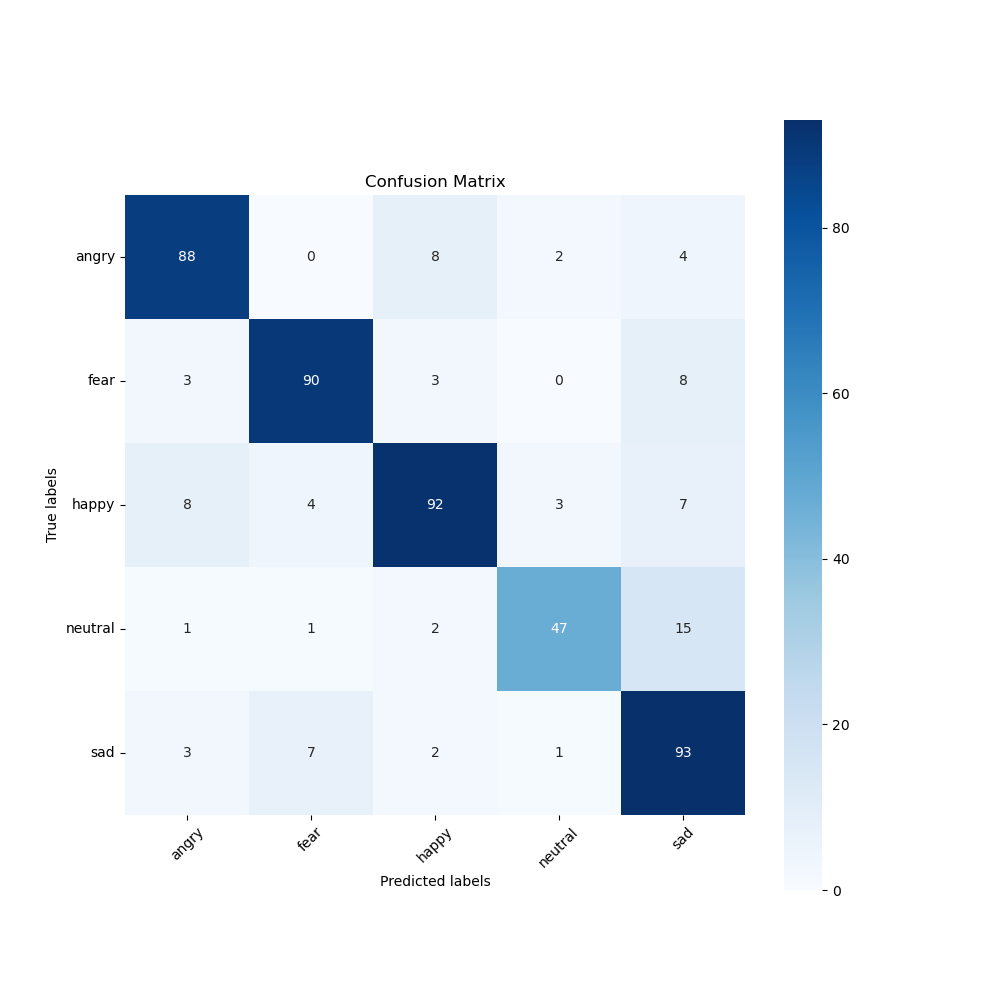 Confusion Matrix
angry 88 0 8 2 4
fear 3 90 3 0 8
happy 8 4 92 3 7
neutral 1 1 2 47 15
sad 3 7 2 1 93
angry fear happy neutral sad
Predicted labels
True labels
80
60
40
20
0